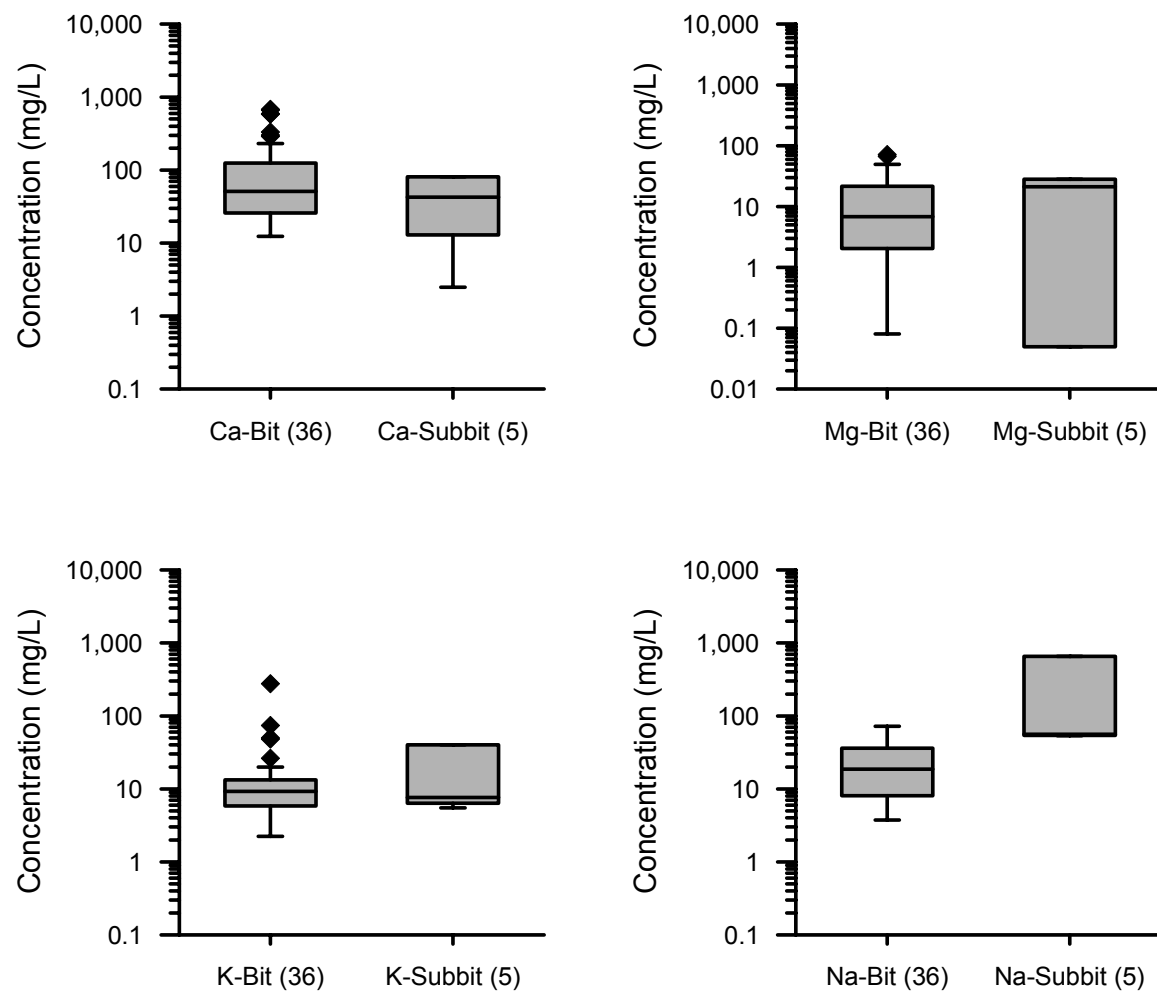 Concentration (mg/L)
10,000
1,000
100
10
1
0.1
Ca-Bit (36)
Ca-Subbit (5)
Concentration (mg/L)
10,000
1,000
100
10
1
0.1
0.01
Mg-Bit (36)
Mg-Subbit (5)
Concentration (mg/L)
10,000
1,000
100
10
1
0.1
K-Bit (36)
K-Subbit (5)
Concentration (mg/L)
10,000
1,000
100
10
1
0.1
Na-Bit (36)
Na-Subbit (5)